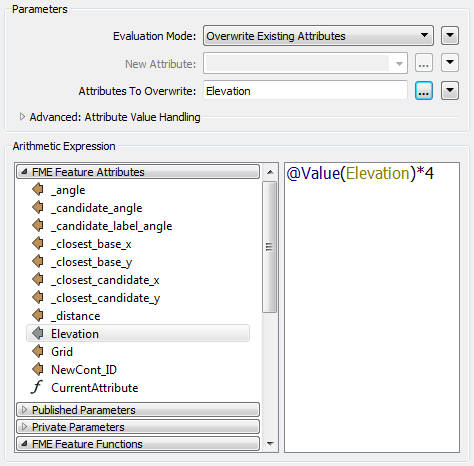 Parameters
Evaluation Mode: Overwrite Existing Attributes
New Attribute: ...
Attributes To Overwrite: Elevation ...
Advanced: Attribute Value Handling
Arithmetic Expression
FME Feature Attributes
@Value(Elevation)*4
_angle
_candidate_angle
_candidate_label_angle
_closest_base_x
_closest_base_y
_closest_candidate_x
_closest_candidate_y
_distance
Elevation
Grid
NewCont_ID
f CurrentAttribute
Published Parameters
Private Parameters
FME Feature Functions